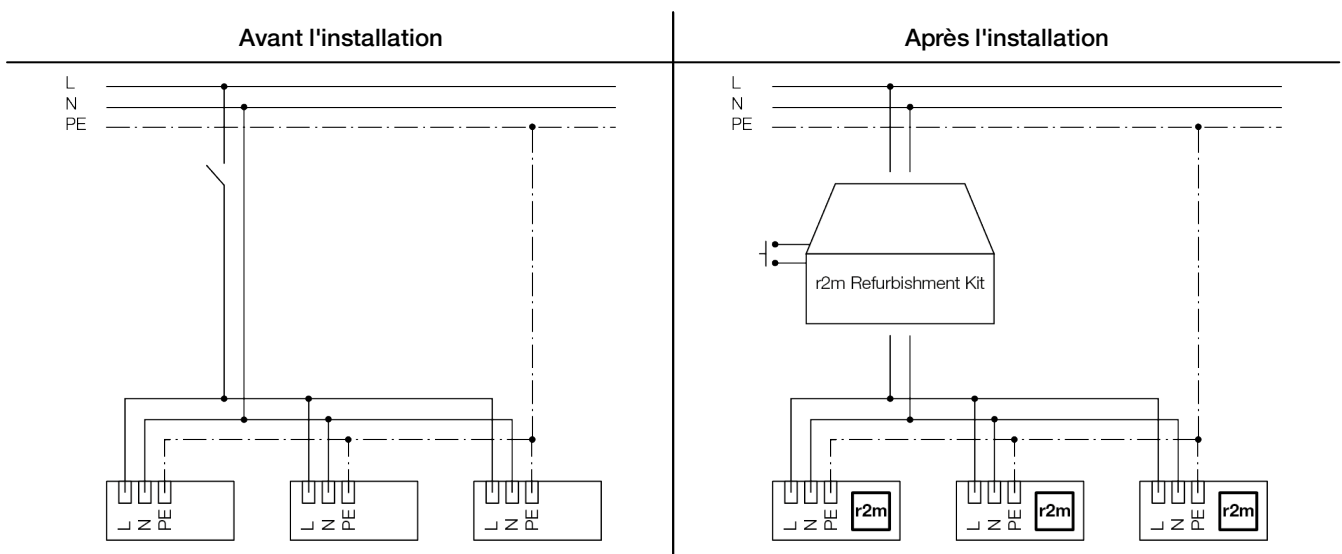 Avant l'installation
Après l'installation
L
N
PE
L
N
PE
r2m Refurbishment Kit
L N PE
L N PE
L N PE
L N PE r2m
L N PE r2m
L N PE r2m